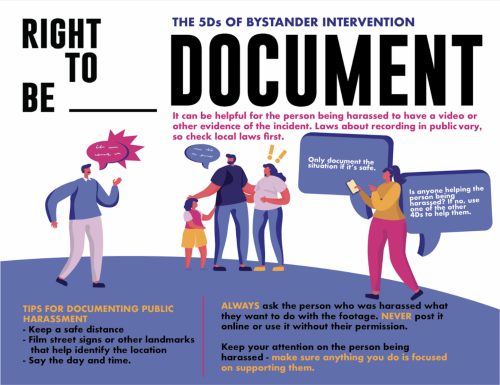 RIGHT
TO
BE ________
THE 5Ds OF BYSTANDER INTERVENTION
DOCUMENT
It can be helpful for the person being harassed to have a video or
other evidence of the incident. Laws about recording in public vary,
so check local laws first.
Only document the
situation if it's safe.
Is anyone helping the
person being
harassed? If no, use
one of the other
4Ds to help them.
TIPS FOR DOCUMENTING PUBLIC
HARASSMENT
- Keep a safe distance
- Film street signs or other landmarks
that help identify the location
- Say the day and time.
ALWAYS ask the person who was harassed what
they want to do with the footage. NEVER post it
online or use it without their permission.
Keep your attention on the person being
harassed - make sure anything you do is focused
on supporting them.